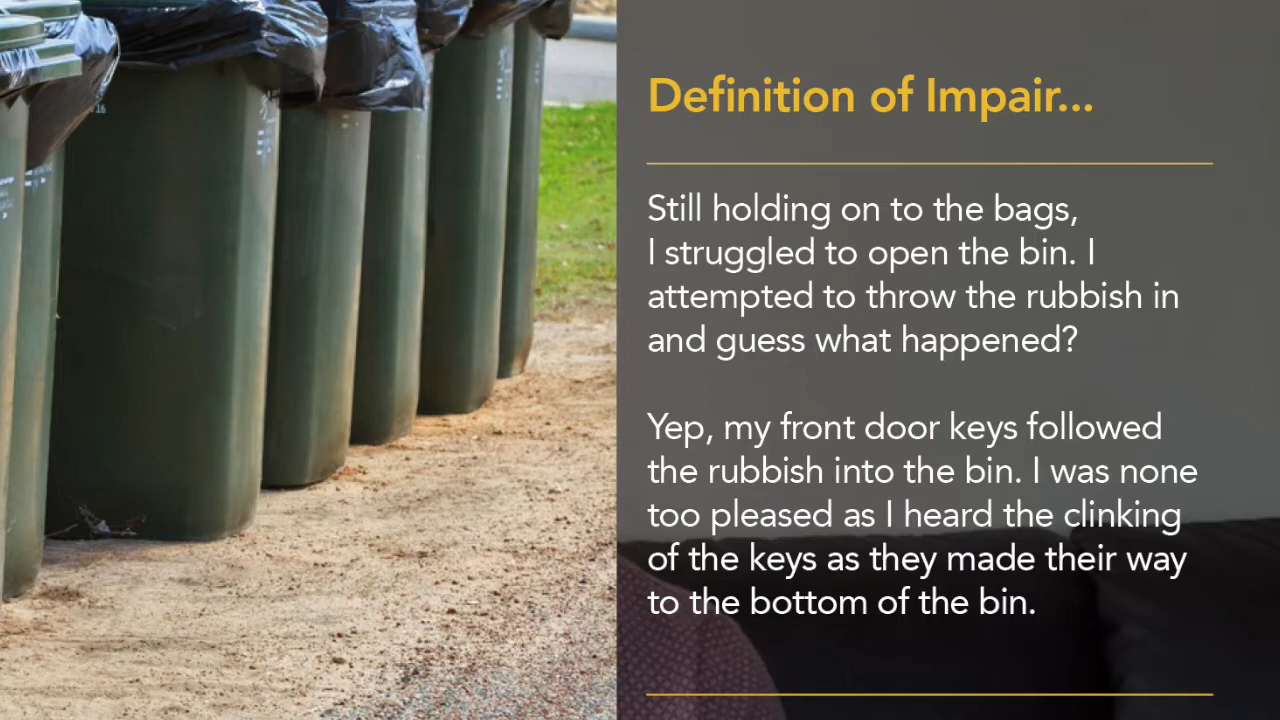 Definition of Impair...
Still holding on to the bags,
I struggled to open the bin. I
attempted to throw the rubbish in
and guess what happened?
Yep, my front door keys followed
the rubbish into the bin. I was none
too pleased as I heard the clinking
of the keys as they made their way
to the bottom of the bin.